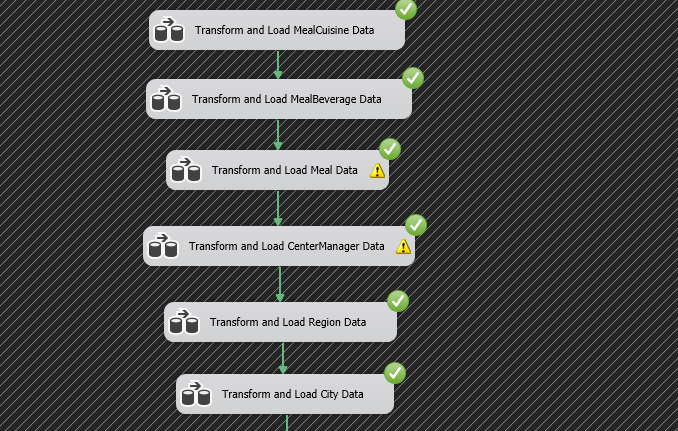 Transform and Load MealCuisine Data
Transform and Load MealBeverage Data
Transform and Load Meal Data
Transform and Load CenterManager Data
Transform and Load Region Data
Transform and Load City Data